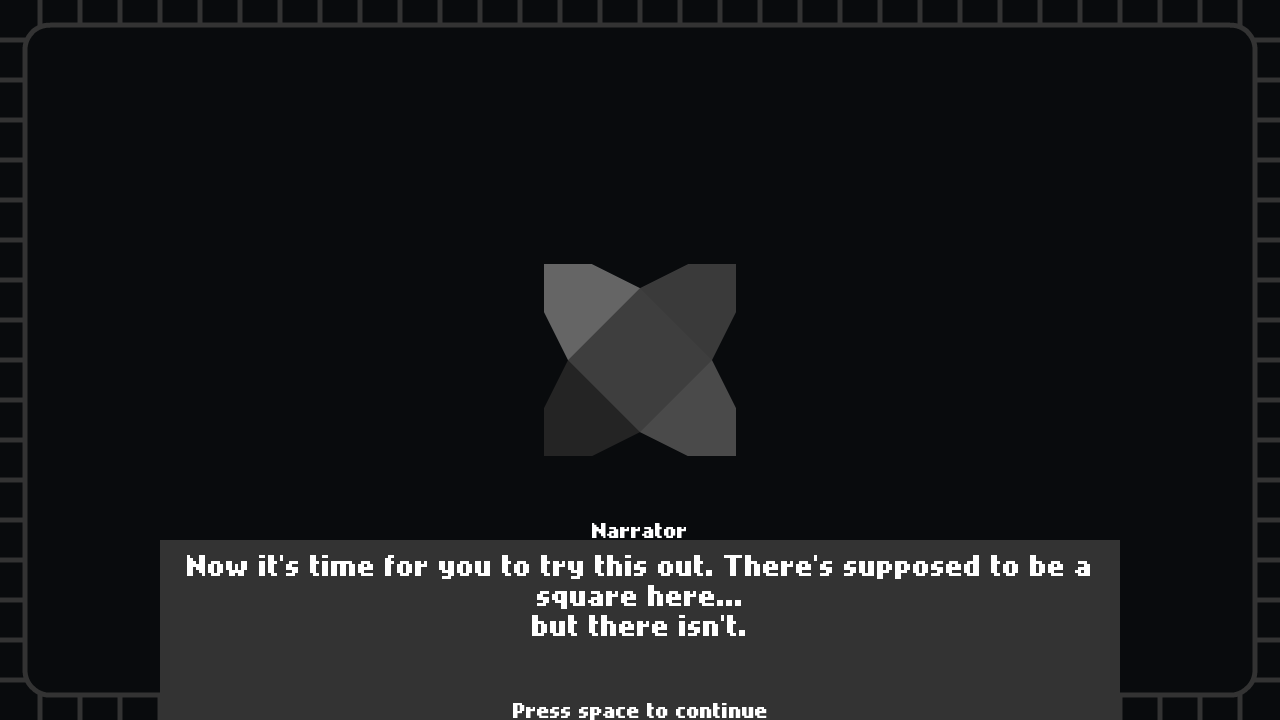 Narrator
Now it's time for you to try this out. There's supposed to be a
square here...
but there isn't.
Press space to continue